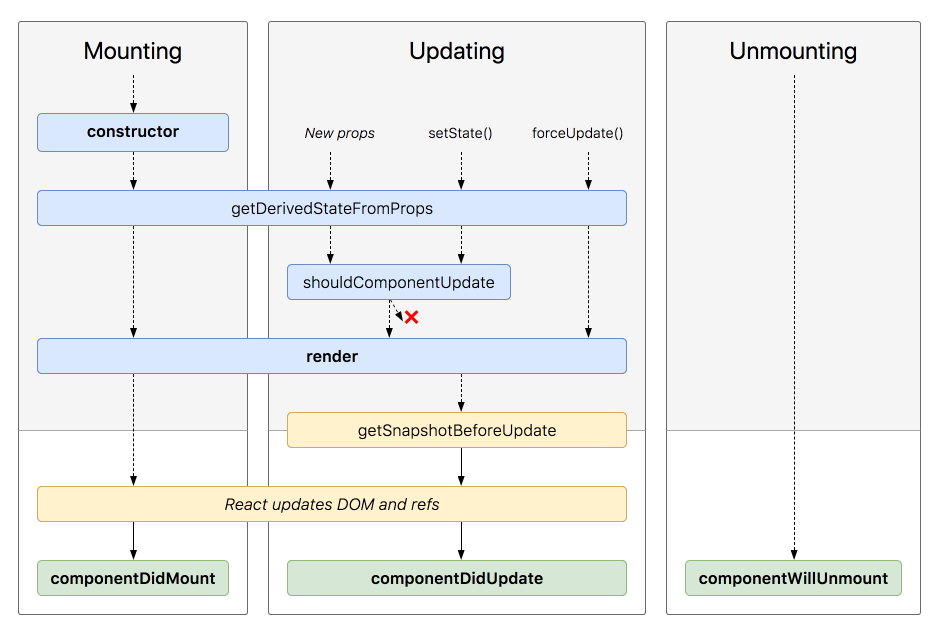 Mounting
Updating
Unmounting
constructor
New props
setState()
forceUpdate()
getDerivedStateFromProps
shouldComponentUpdate
render
getSnapshotBeforeUpdate
React updates DOM and refs
componentDidMount
componentDidUpdate
componentWillUnmount